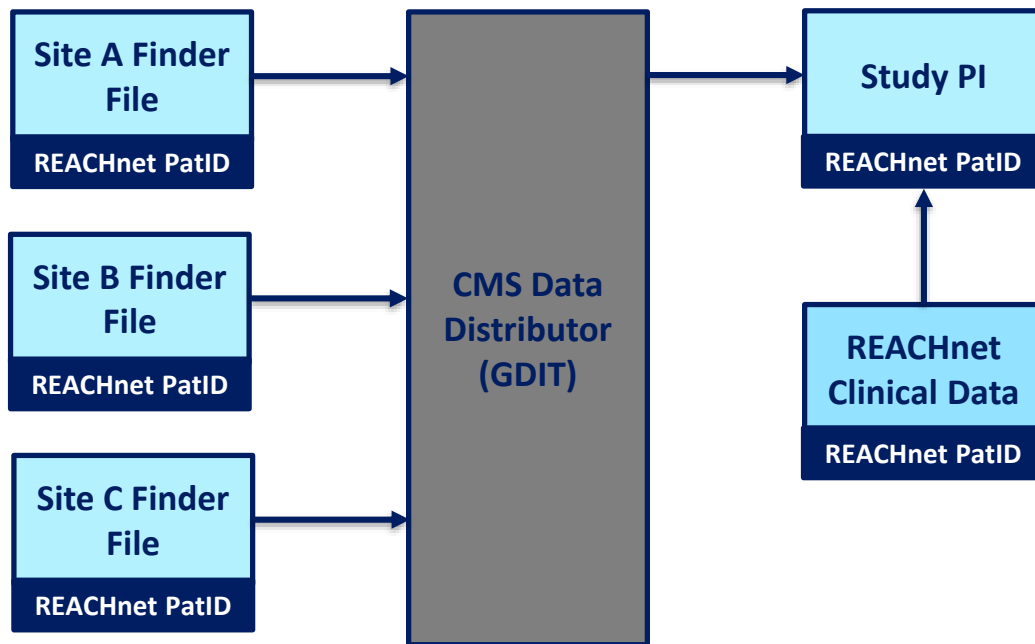 Site A Finder
File
REACHnet PatID
Site B Finder
File
REACHnet PatID
Site C Finder
File
REACHnet PatID
CMS Data
Distributor
(GDIT)
Study PI
REACHnet PatID
REACHnet
Clinical Data
REACHnet PatID